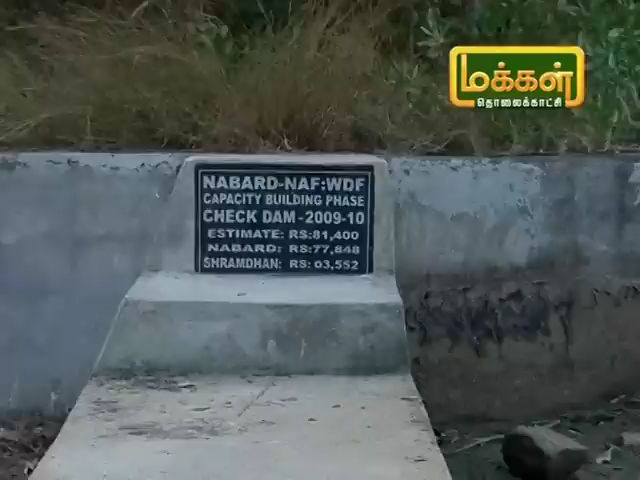 மக்கள்
தொலைக்காட்சி
NABARD-NAF:WDF
CAPACITY BUILDING PHASE
CHECK DAM - 2009-10
ESTIMATE: RS:81,400
NABARD: RS:77,848
SHRAMDHAN: RS: 03,552